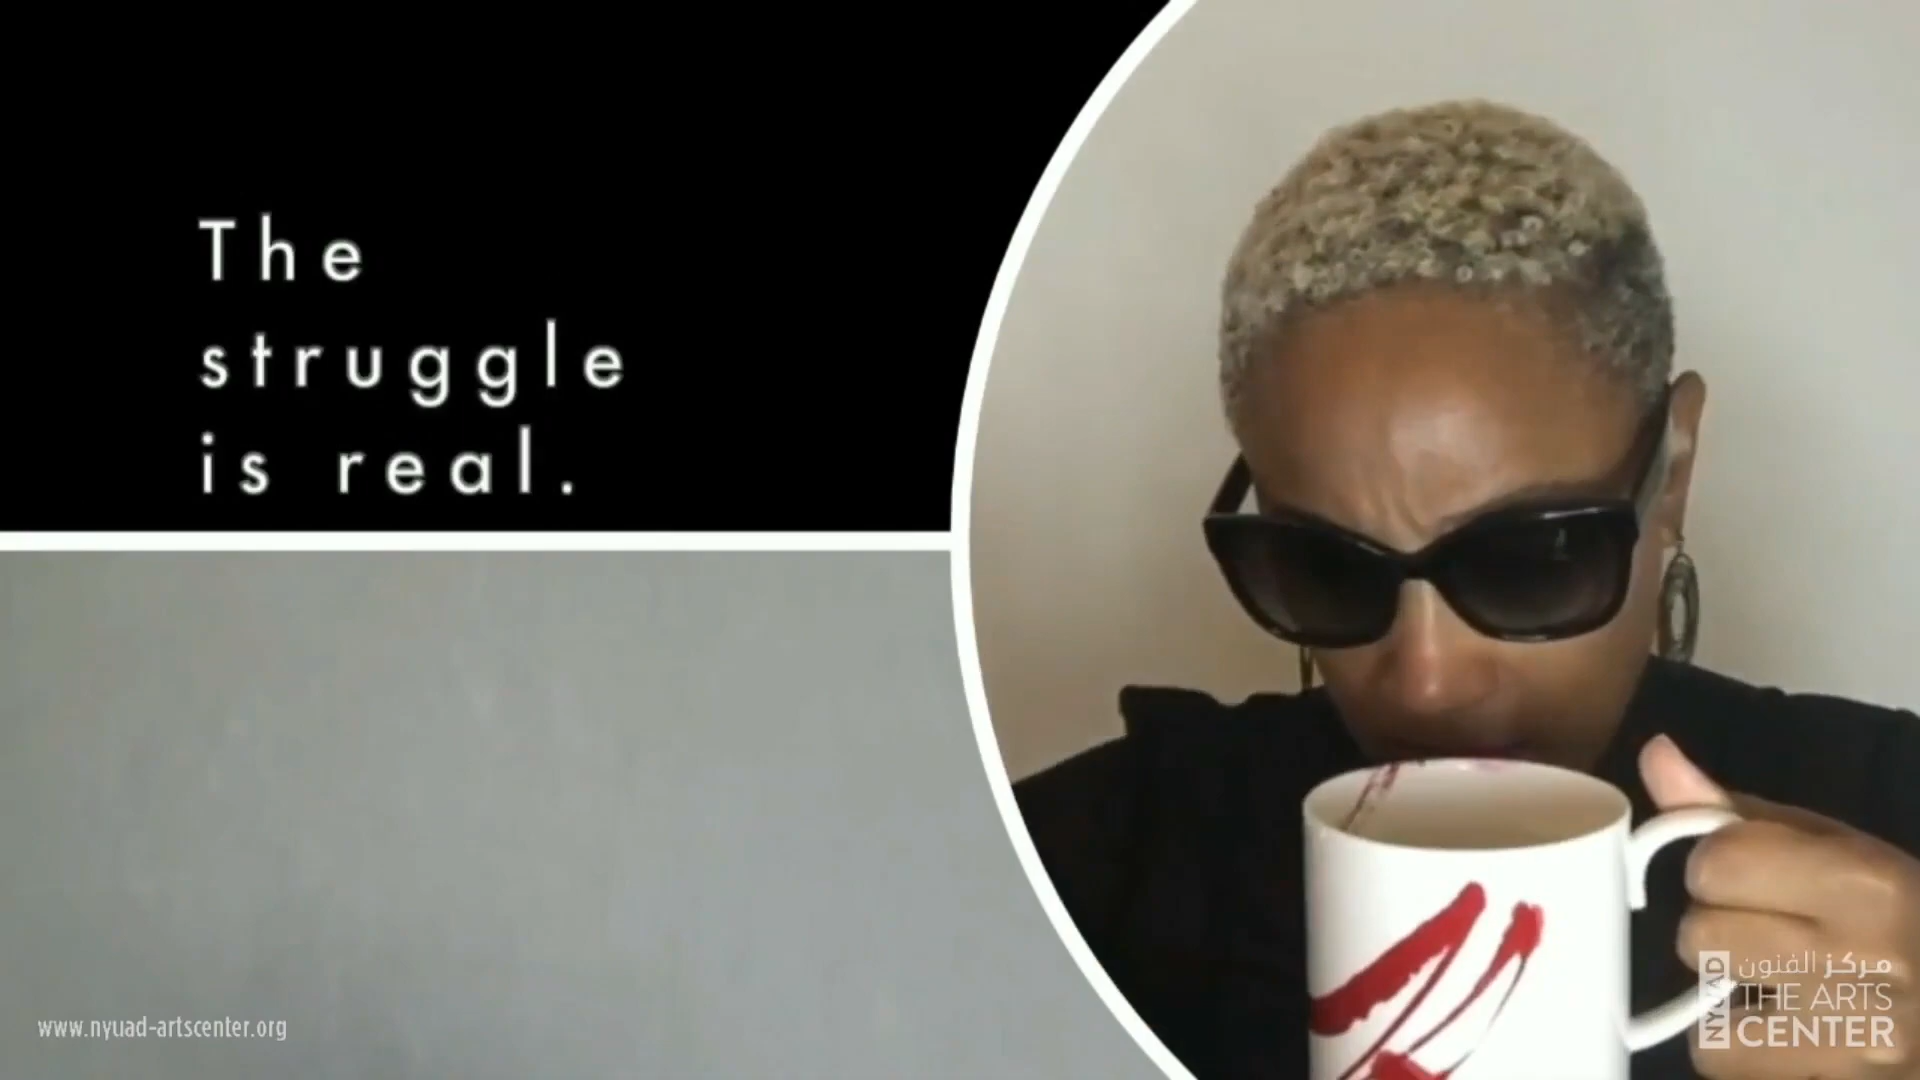 The
struggle
is real.
www.nyuad-artscenter.org
NYUAD
مركز الفنون
THE ARTS
CENTER